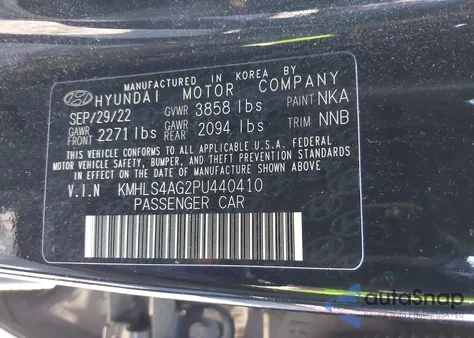 MANUFACTURED IN KOREA BY
HYUNDAI MOTOR COMPANY
SEP/29/22 GVWR 3858 lbs PAINT NKA
GAWR FRONT 2271 lbs GAWR REAR 2094 lbs TRIM NNB
THIS VEHICLE CONFORMS TO ALL APPLICABLE U.S.A. FEDERAL
MOTOR VEHICLE SAFETY, BUMPER, AND THEFT PREVENTION STANDARDS
IN EFFECT ON THE DATE OF MANUFACTURE SHOWN ABOVE.
V.I.N KMHLS4AG2PU440410
PASSENGER CAR
autoSnap